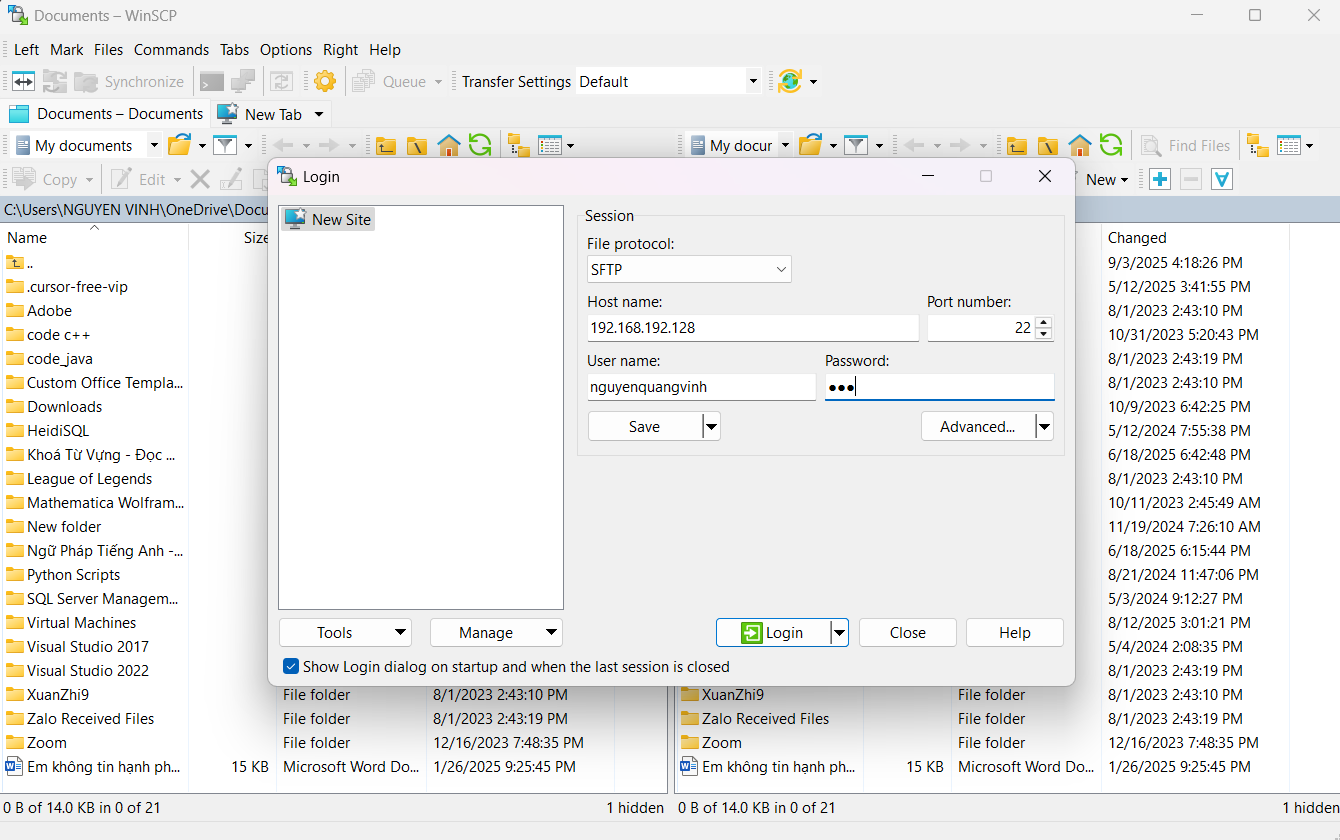 Documents – WinSCP
Left Mark Files Commands Tabs Options Right Help
Synchronize Queue Transfer Settings Default
Documents – Documents New Tab
My documents My docur Find Files
Copy Edit New
C:\Users\NGUYEN VINH\OneDrive\Docu
Name Size Changed
..
.cursor-free-vip
Adobe
code c++
code_java
Custom Office Templa...
Downloads
HeidiSQL
Khoá Từ Vựng - Đọc ...
League of Legends
Mathematica Wolfram...
New folder
Ngữ Pháp Tiếng Anh -...
Python Scripts
SQL Server Managem...
Virtual Machines
Visual Studio 2017
Visual Studio 2022
XuanZhi9 File folder 8/1/2023 2:43:10 PM
Zalo Received Files File folder 8/1/2023 2:43:19 PM
Zoom File folder 12/16/2023 7:48:35 PM
Em không tin hạnh ph... 15 KB Microsoft Word Do... 1/26/2025 9:25:45 PM
0 B of 14.0 KB in 0 of 21 1 hidden
Login
New Site
Session
File protocol:
SFTP
Host name: Port number:
192.168.192.128 22
User name: Password:
nguyenquangvinh ●●●
Save Advanced...
Tools Manage Login Close Help
Show Login dialog on startup and when the last session is closed
9/3/2025 4:18:26 PM
5/12/2025 3:41:55 PM
8/1/2023 2:43:10 PM
10/31/2023 5:20:43 PM
8/1/2023 2:43:19 PM
8/1/2023 2:43:10 PM
10/9/2023 6:42:25 PM
5/12/2024 7:55:38 PM
6/18/2025 6:42:48 PM
8/1/2023 2:43:10 PM
10/11/2023 2:45:49 AM
11/19/2024 7:26:10 AM
6/18/2025 6:15:44 PM
8/21/2024 11:47:06 PM
5/3/2024 9:12:27 PM
8/12/2025 3:01:21 PM
5/4/2024 2:08:35 PM
8/1/2023 2:43:19 PM
XuanZhi9 File folder 8/1/2023 2:43:10 PM
Zalo Received Files File folder 8/1/2023 2:43:19 PM
Zoom File folder 12/16/2023 7:48:35 PM
Em không tin hạnh ph... 15 KB Microsoft Word Do... 1/26/2025 9:25:45 PM
0 B of 14.0 KB in 0 of 21 1 hidden